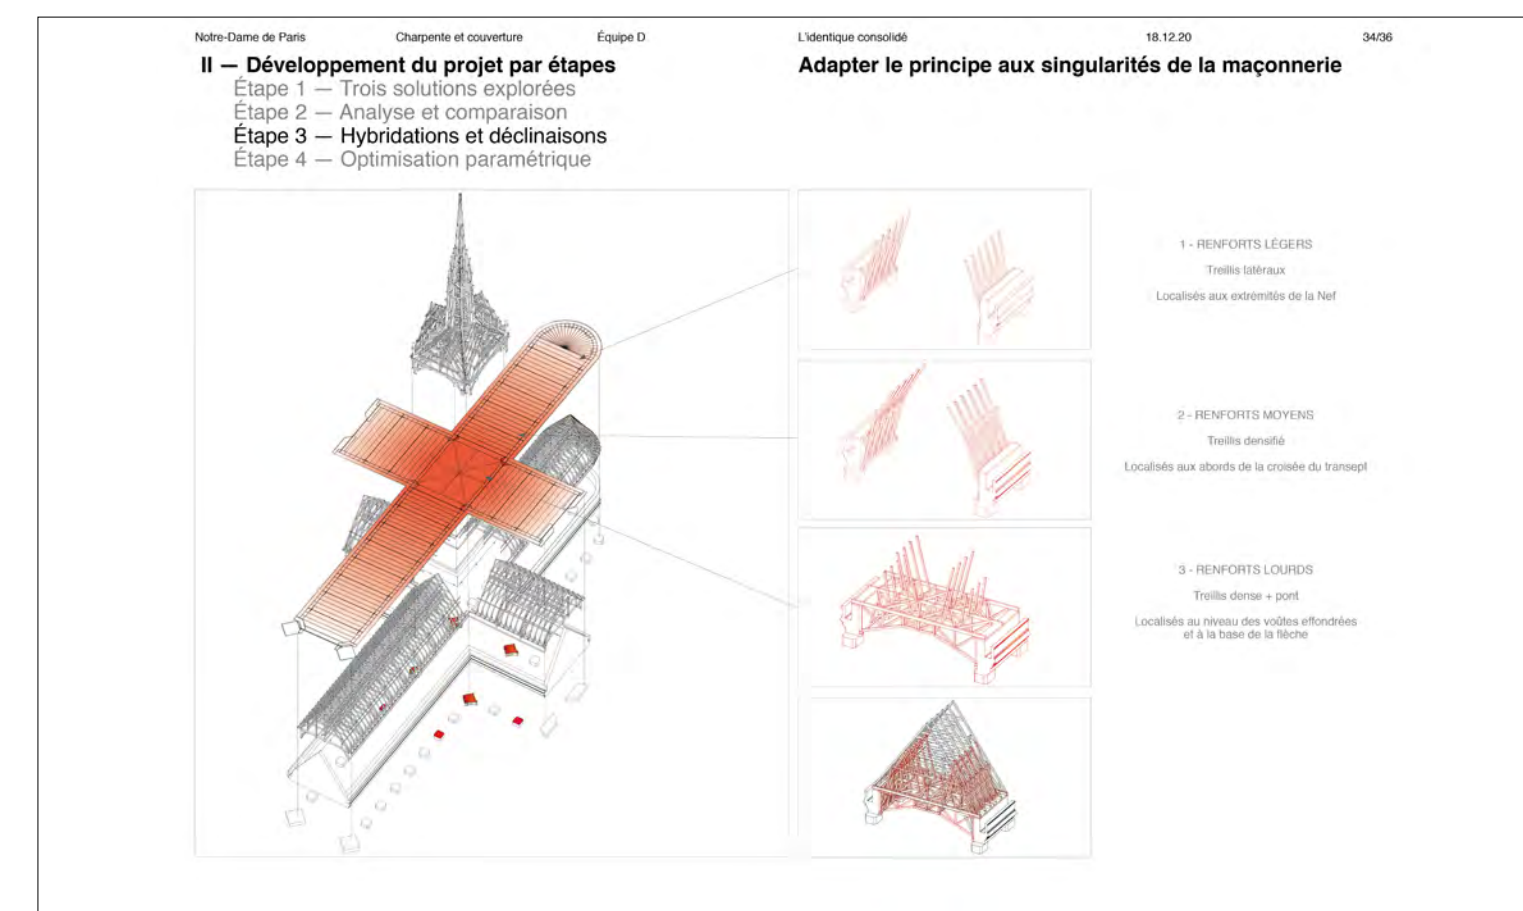 Notre-Dame de Paris
Charpente et couverture
Équipe D
L'identique consolidé
18.12.20
34/36
II — Développement du projet par étapes
Étape 1 — Trois solutions explorées
Étape 2 — Analyse et comparaison
Étape 3 — Hybridations et déclinaisons
Étape 4 — Optimisation paramétrique
Adapter le principe aux singularités de la maçonnerie
1 - RENFORTS LÉGERS
Treillis latéraux
Localisés aux extrémités de la Nef
2 - RENFORTS MOYENS
Treillis densifié
Localisés aux abords de la croisée du transept
3 - RENFORTS LOURDS
Treillis dense + pont
Localisés au niveau des voûtes effondrées
et à la base de la flèche